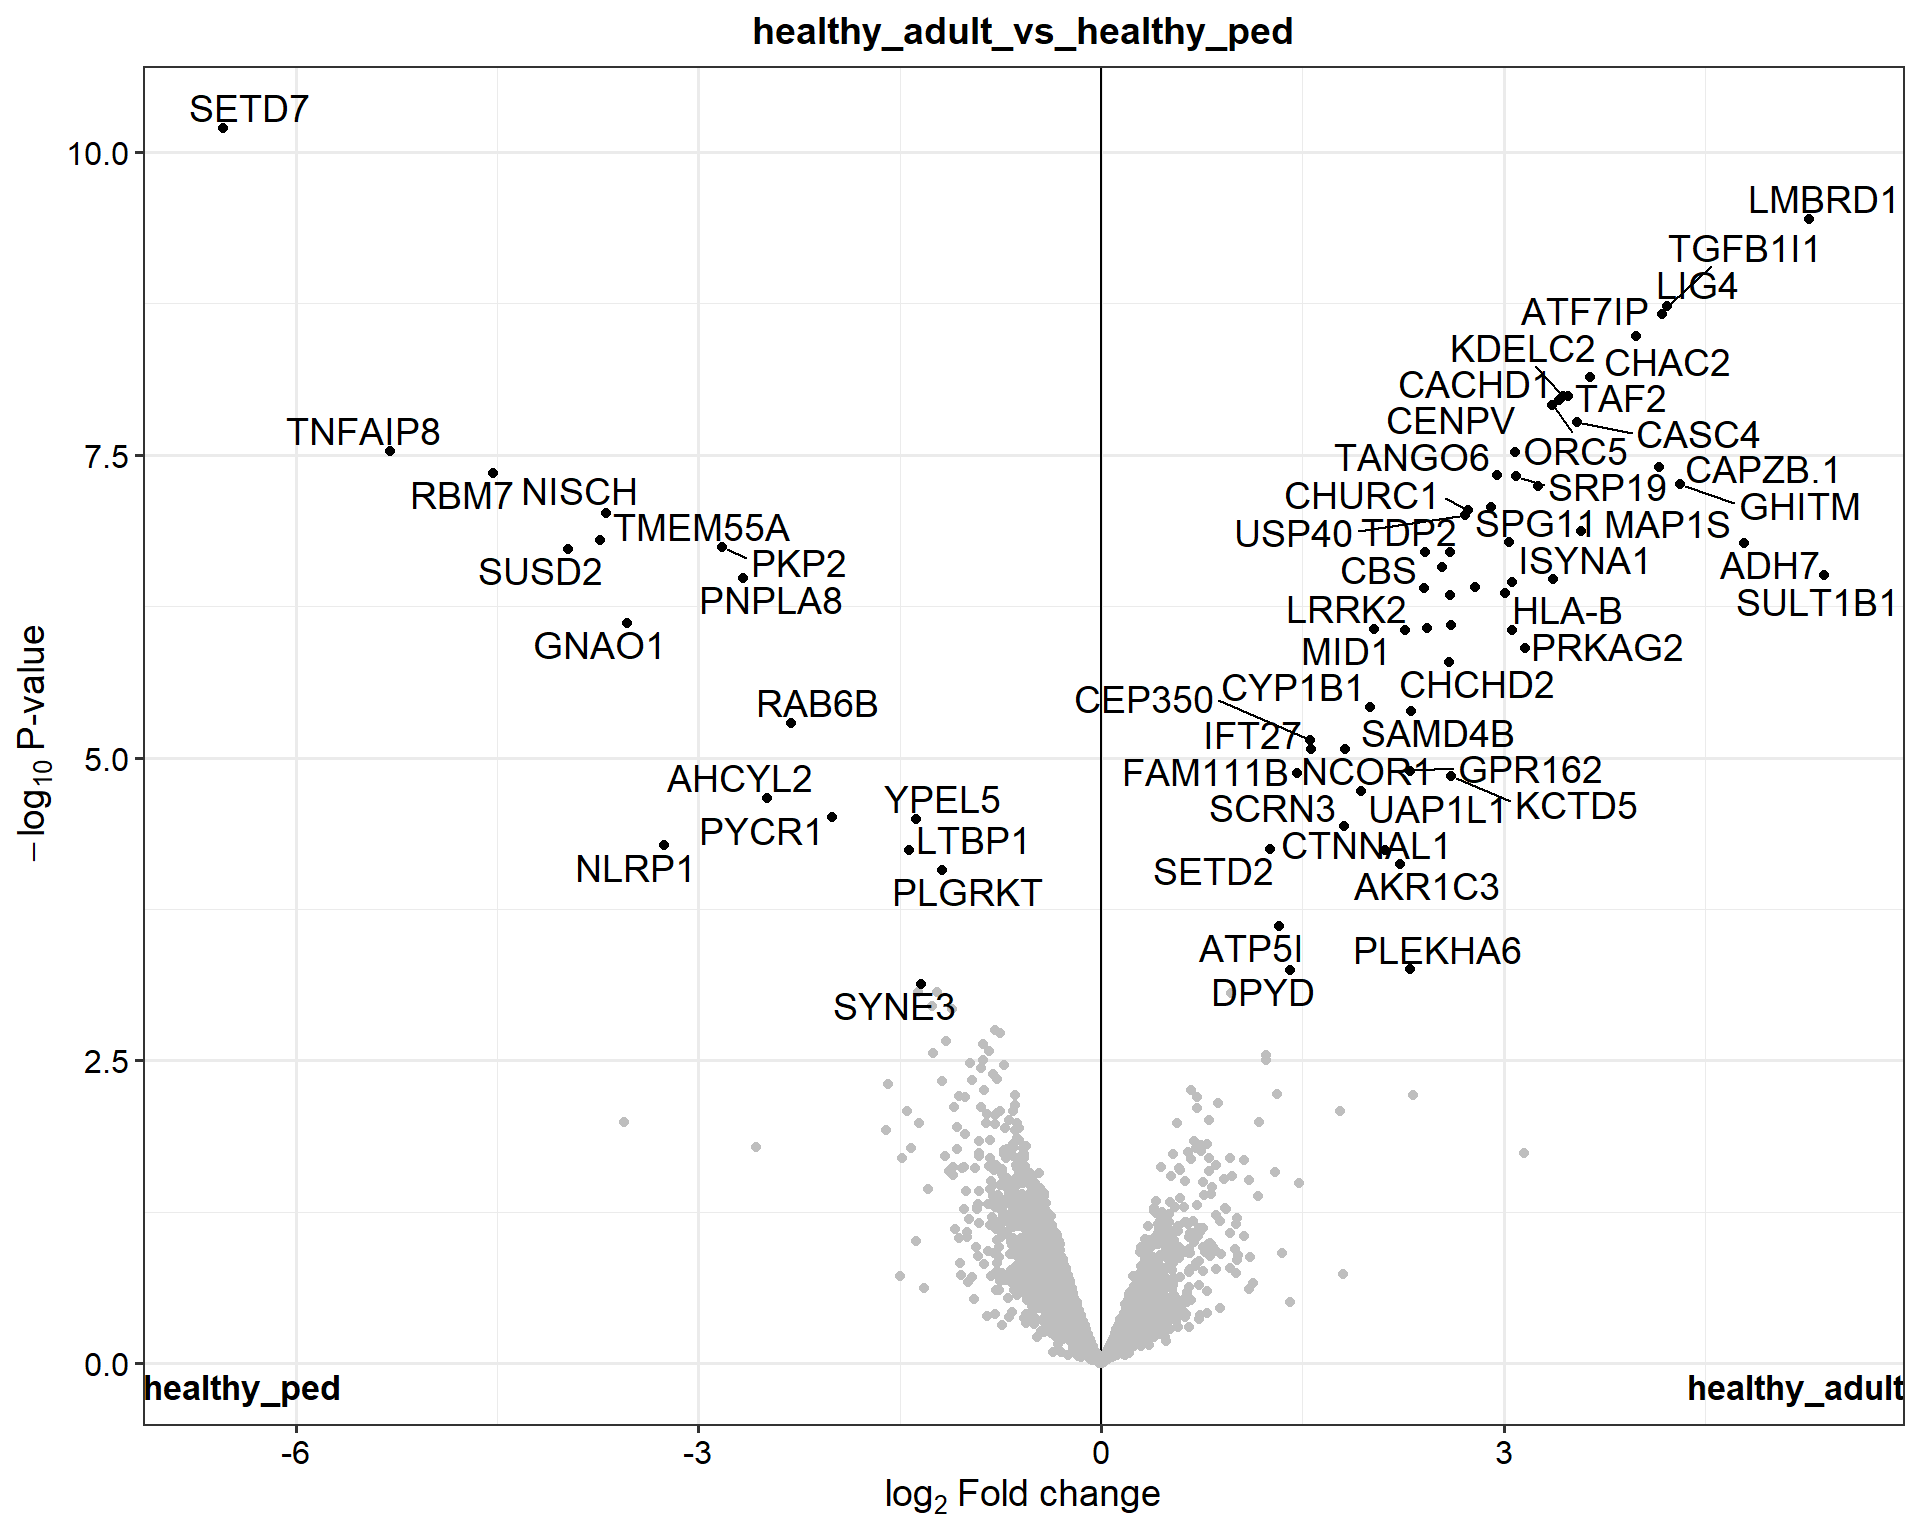 healthy_adult_vs_healthy_ped
SETD7
10.0
LMBRD1
TGFB1I1
LIG4
ATF7IP
KDELC2
CHAC2
CACHD1
TAF2
CENPV
TNFAIP8
CASC4
7.5
ORC5
TANGO6
CAPZB.1
RBM7
NISCH
CHURC1
SRP19
GHITM
TMEM55A
USP40
TDP2
SPG11
MAP1S
SUSD2
PKP2
CBS
ISYNA1
ADH7
PNPLA8
LRRK2
HLA-B
SULT1B1
GNAO1
MID1
PRKAG2
−log10 P-value
RAB6B
CEP350
CYP1B1
CHCHD2
IFT27
SAMD4B
5.0
AHCYL2
FAM111B
NCOR1
GPR162
YPEL5
SCRN3
UAP1L1
KCTD5
PYCR1
LTBP1
CTNNAL1
NLRP1
SETD2
PLGRKT
AKR1C3
ATP5I
PLEKHA6
SYNE3
DPYD
2.5
0.0
healthy_ped
healthy_adult
-6
-3
0
3
log2 Fold change